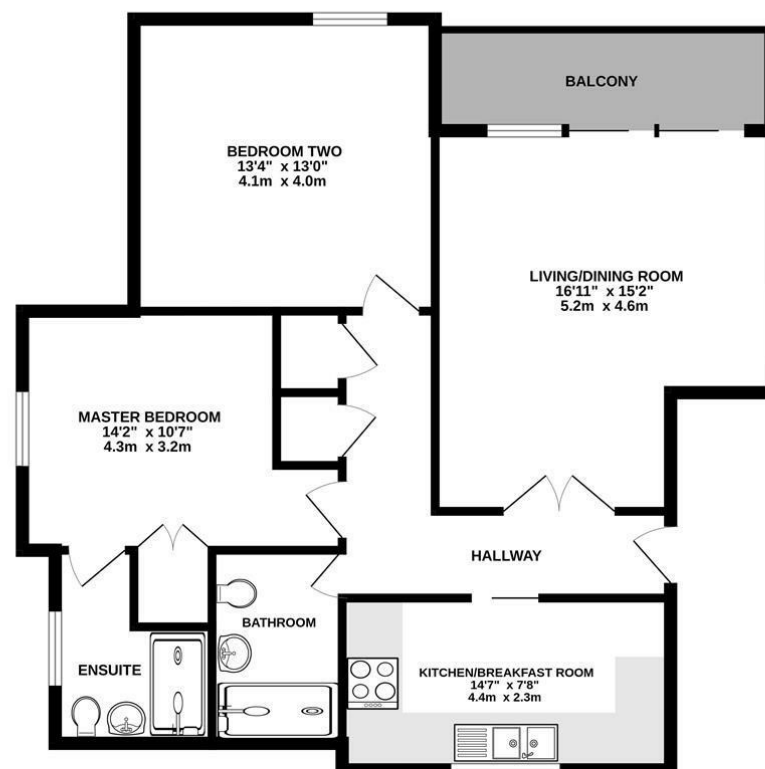 BALCONY
BEDROOM TWO
13'4" x 13'0"
4.1m x 4.0m
LIVING/DINING ROOM
16'11" x 15'2"
5.2m x 4.6m
MASTER BEDROOM
14'2" x 10'7"
4.3m x 3.2m
HALLWAY
BATHROOM
ENSUITE
KITCHEN/BREAKFAST ROOM
14'7" x 7'8"
4.4m x 2.3m